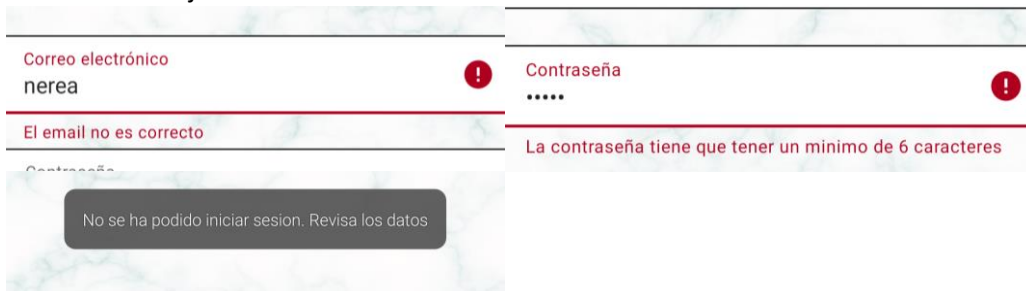 Correo electrónico
nerea
El email no es correcto
Contraseña
•••••
La contraseña tiene que tener un minimo de 6 caracteres
No se ha podido iniciar sesion. Revisa los datos